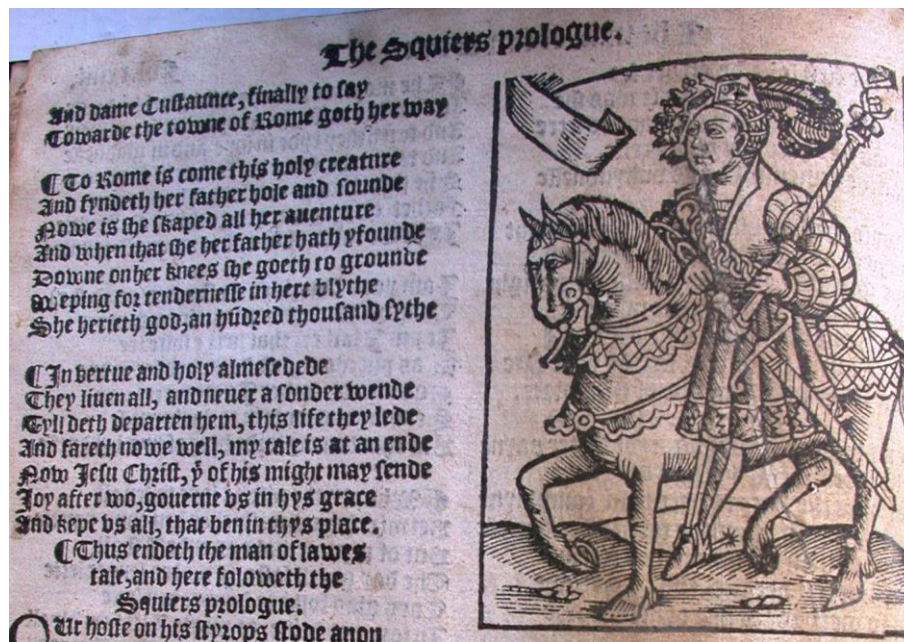 The Squiers prologue.
And dame Custaunce, finally to say
Towarde the towne of Rome goth her way
¶ To Rome is come this holy creature
And fyndeth her father hole and sounde
Nowe is she skaped all her auenture
And when that she her father hath yfounde
Downe on her knees she goeth to grounde
Weping for tendernesse in hert blythe
She herieth god, an hūdred thousand sythe
¶ In vertue and holy almesedede
They liuen all, and neuer a sonder wende
Tyll deth departen hem, this life they lede
And fareth nowe well, my tale is at an ende
Now Jesu Christ, yͭ of his might may sende
Joy after wo, gouerne vs in hys grace
And kepe vs all, that ben in thys place.
¶ Thus endeth the man of lawes
tale, and here foloweth the
Squiers prologue.
OUr hoste on his styrops stode anon